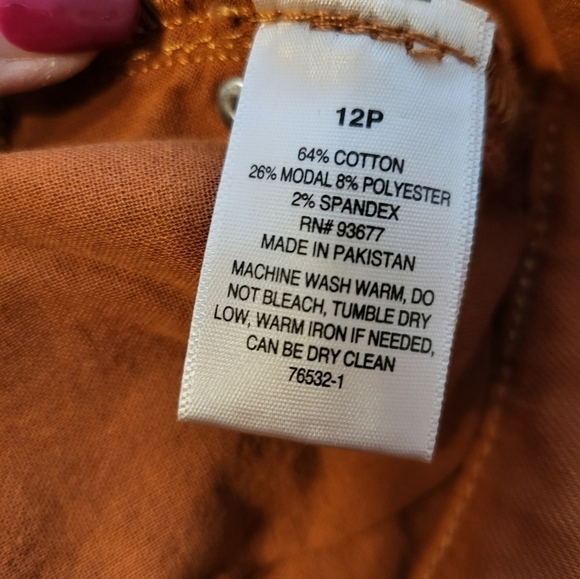 12P
64% COTTON
26% MODAL 8% POLYESTER
2% SPANDEX
RN# 93677
MADE IN PAKISTAN
MACHINE WASH WARM, DO
NOT BLEACH, TUMBLE DRY
LOW, WARM IRON IF NEEDED,
CAN BE DRY CLEAN
76532-1